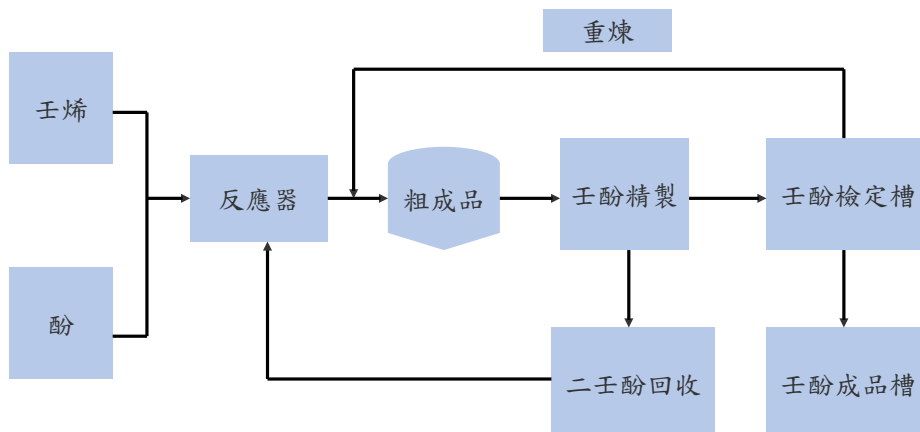 重煉
壬烯
反應器
粗成品
壬酚精製
壬酚檢定槽
酚
二壬酚回收
壬酚成品槽